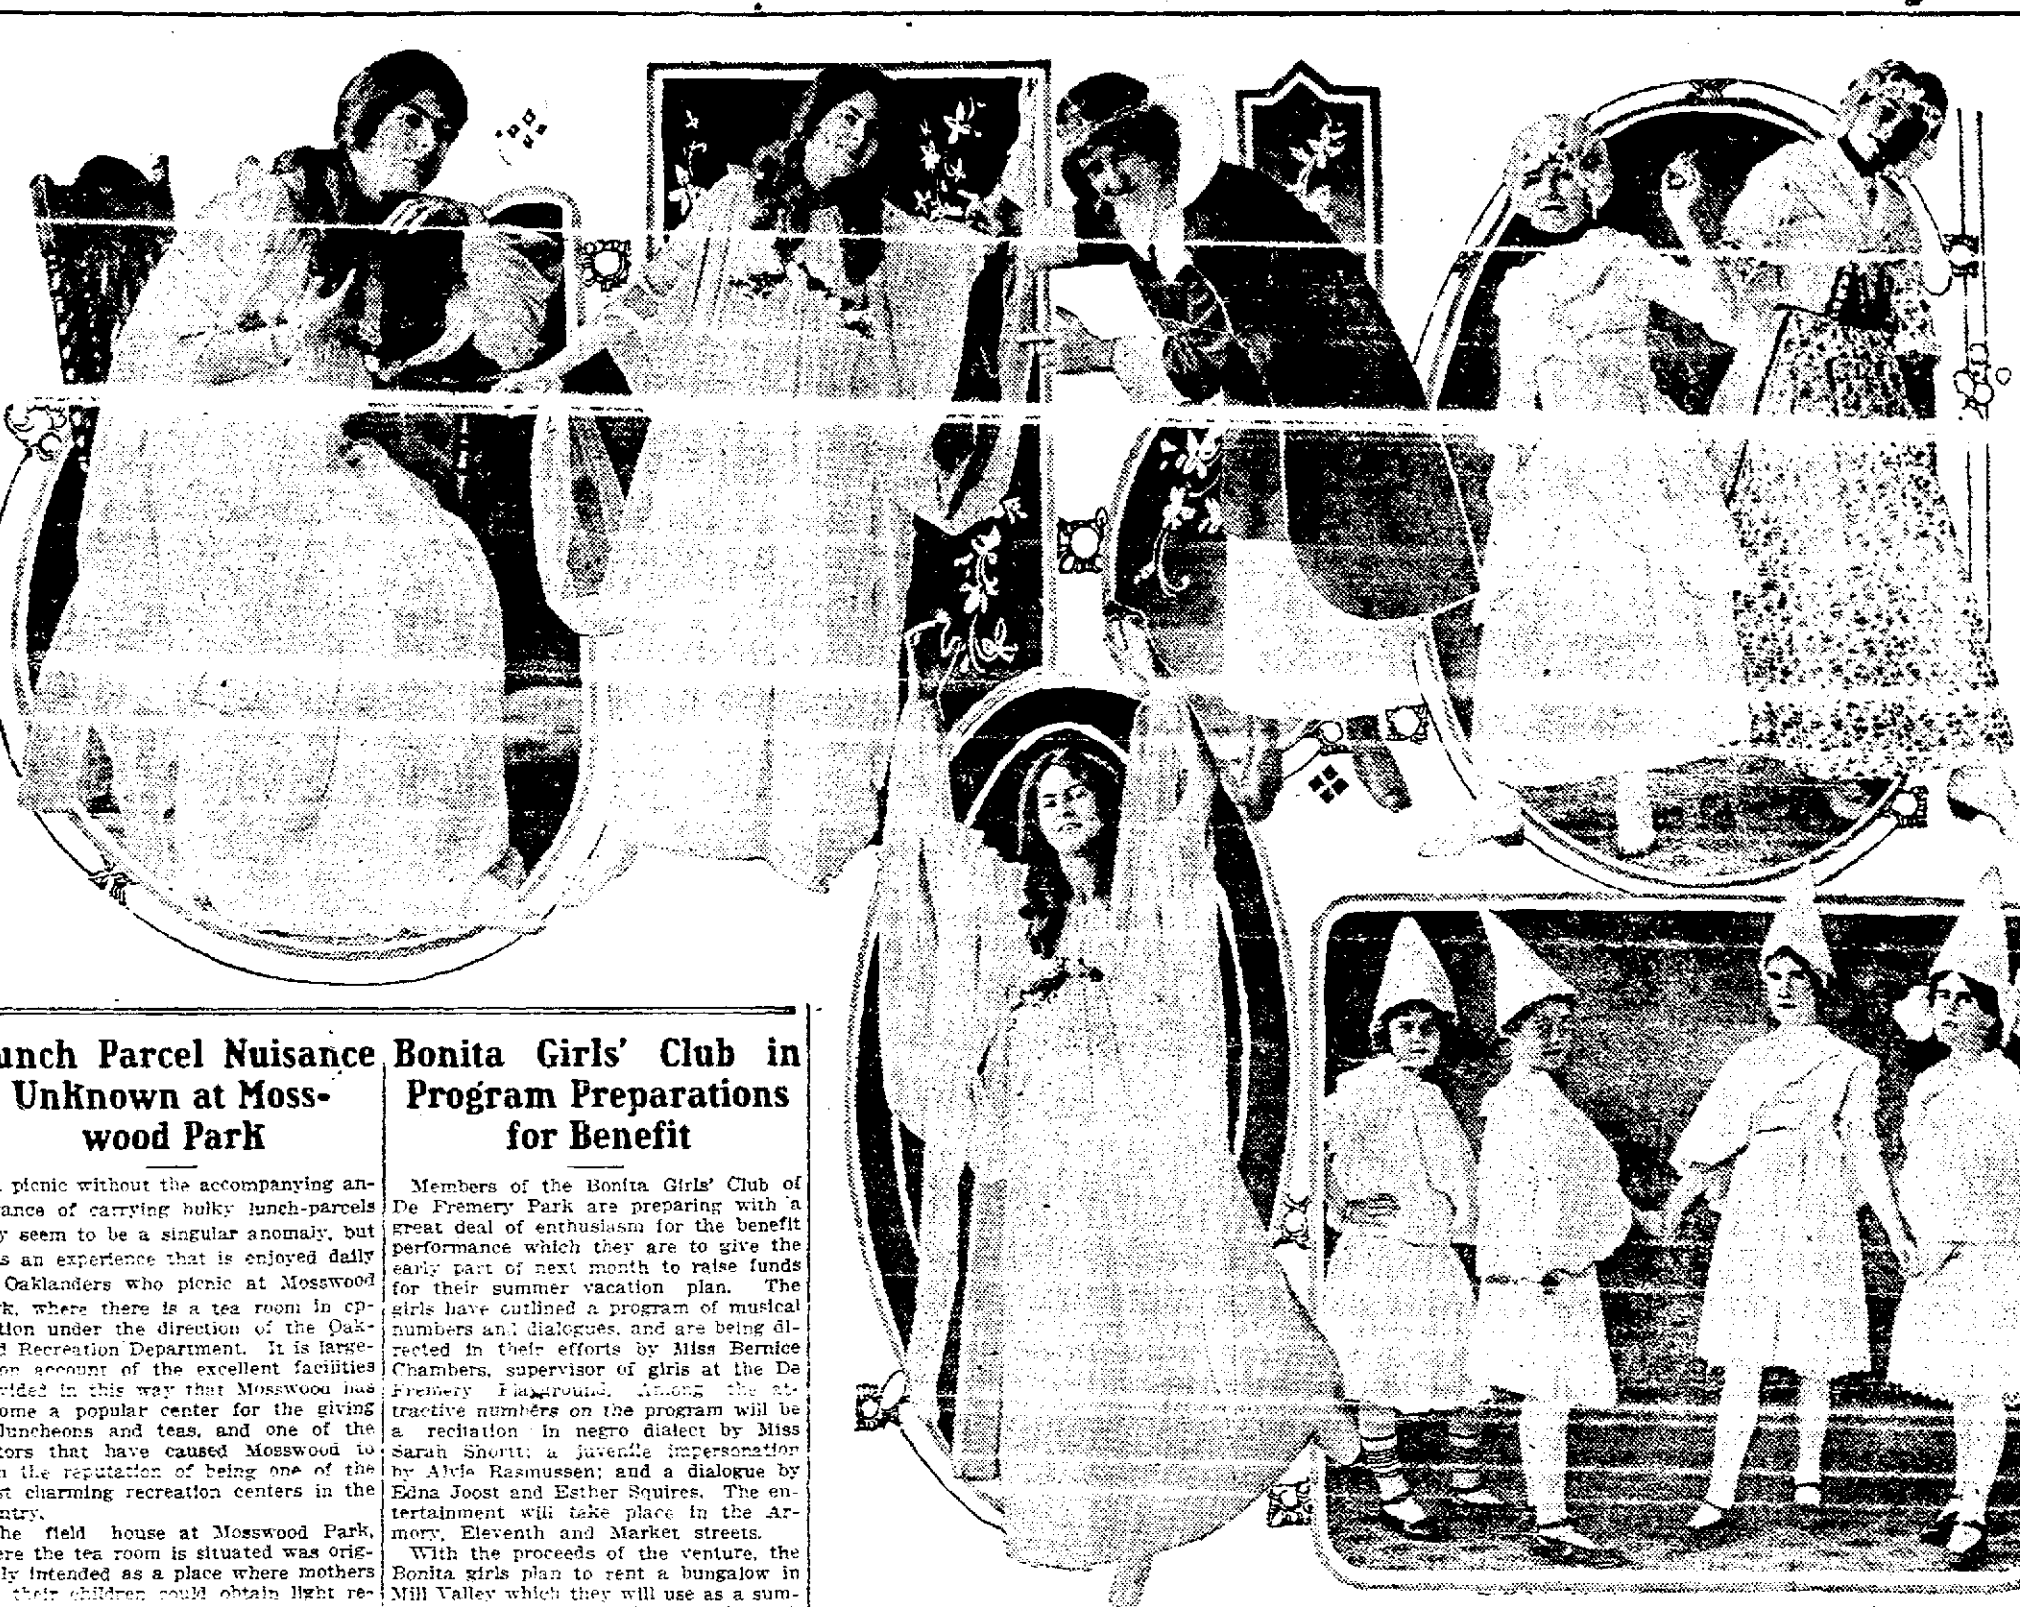 unch Parcel Nuisance
Unknown at Moss-
wood Park
picnic without the accompanying an-
ance of carrying bulky lunch-parcels
y seem to be a singular anomaly, but
s an experience that is enjoyed daily
Oaklanders who picnic at Mosswood
k, where there is a tea room in op-
tion under the direction of the Oak-
d Recreation Department. It is large-
on account of the excellent facilities
vided in this way that Mosswood has
ome a popular center for the giving
luncheons and teas, and one of the
tors that have caused Mosswood to
n the reputation of being one of the
st charming recreation centers in the
ntry.
he field house at Mosswood Park,
ere the tea room is situated was orig-
ly intended as a place where mothers
their children could obtain light re-
Bonita Girls' Club in
Program Preparations
for Benefit
Members of the Bonita Girls' Club of
De Fremery Park are preparing with a
great deal of enthusiasm for the benefit
performance which they are to give the
early part of next month to raise funds
for their summer vacation plan. The
girls have outlined a program of musical
numbers and dialogues, and are being di-
rected in their efforts by Miss Bernice
Chambers, supervisor of girls at the De
Fremery Playground. Among the at-
tractive numbers on the program will be
a recitation in negro dialect by Miss
Sarah Shortt; a juvenile impersonation
by Alvie Rasmussen; and a dialogue by
Edna Joost and Esther Squires. The en-
tertainment will take place in the Ar-
mory, Eleventh and Market streets.
With the proceeds of the venture, the
Bonita girls plan to rent a bungalow in
Mill Valley which they will use as a sum-